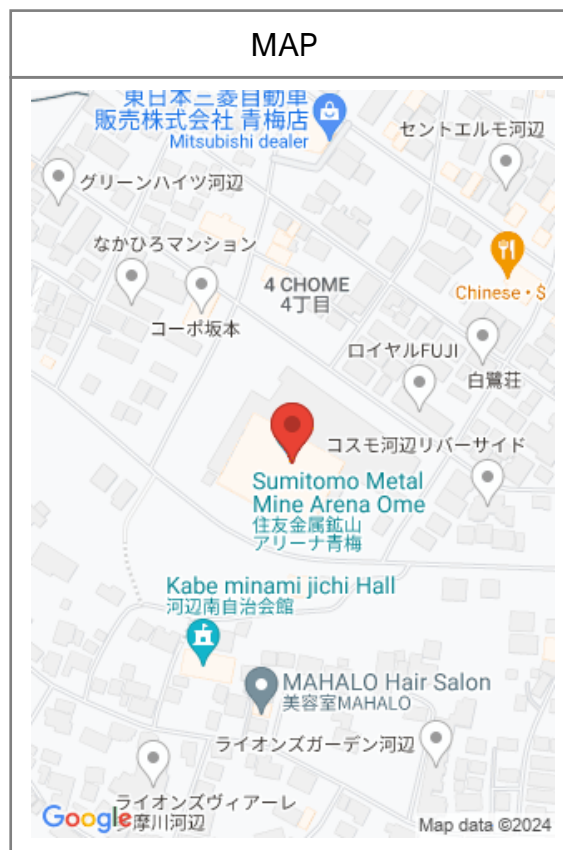 MAP
東日本三菱自動車
販売株式会社 青梅店
Mitsubishi dealer
セントエルモ河辺
グリーンハイツ河辺
なかひろマンション
Chinese・$
4 CHOME
4丁目
コーポ坂本
ロイヤルFUJI
白鷺荘
コスモ河辺リバーサイド
Sumitomo Metal
Mine Arena Ome
住友金属鉱山
アリーナ青梅
Kabe minami jichi Hall
河辺南自治会館
MAHALO Hair Salon
美容室MAHALO
ライオンズガーデン河辺
ライオンズヴィアーレ
多摩川河辺
Google
Map data ©2024